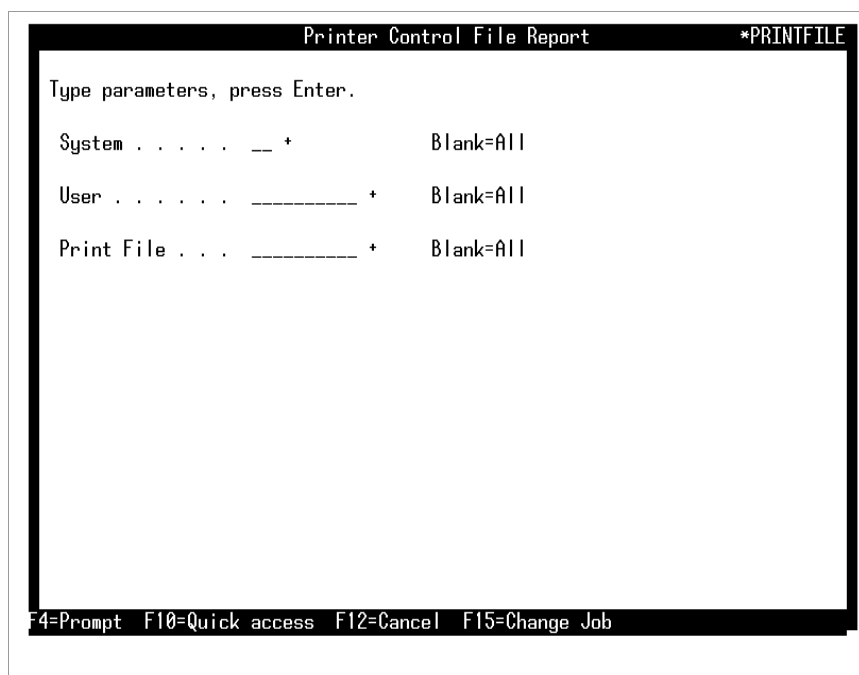 Printer Control File Report *PRINTFILE
Type parameters, press Enter.
System . . . . . __ + Blank=All
User . . . . . . __________ + Blank=All
Print File . . . __________ + Blank=All
F4=Prompt F10=Quick access F12=Cancel F15=Change Job